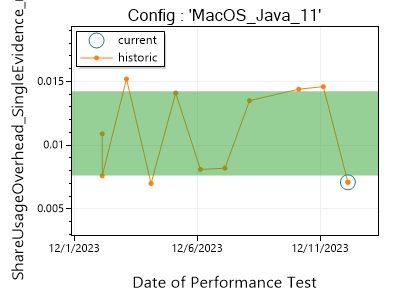 Config : 'MacOS_Java_11'
current
historic
ShareUsageOverhead_SingleEvidence_
0.015
0.01
0.005
12/1/2023
12/6/2023
12/11/2023
Date of Performance Test